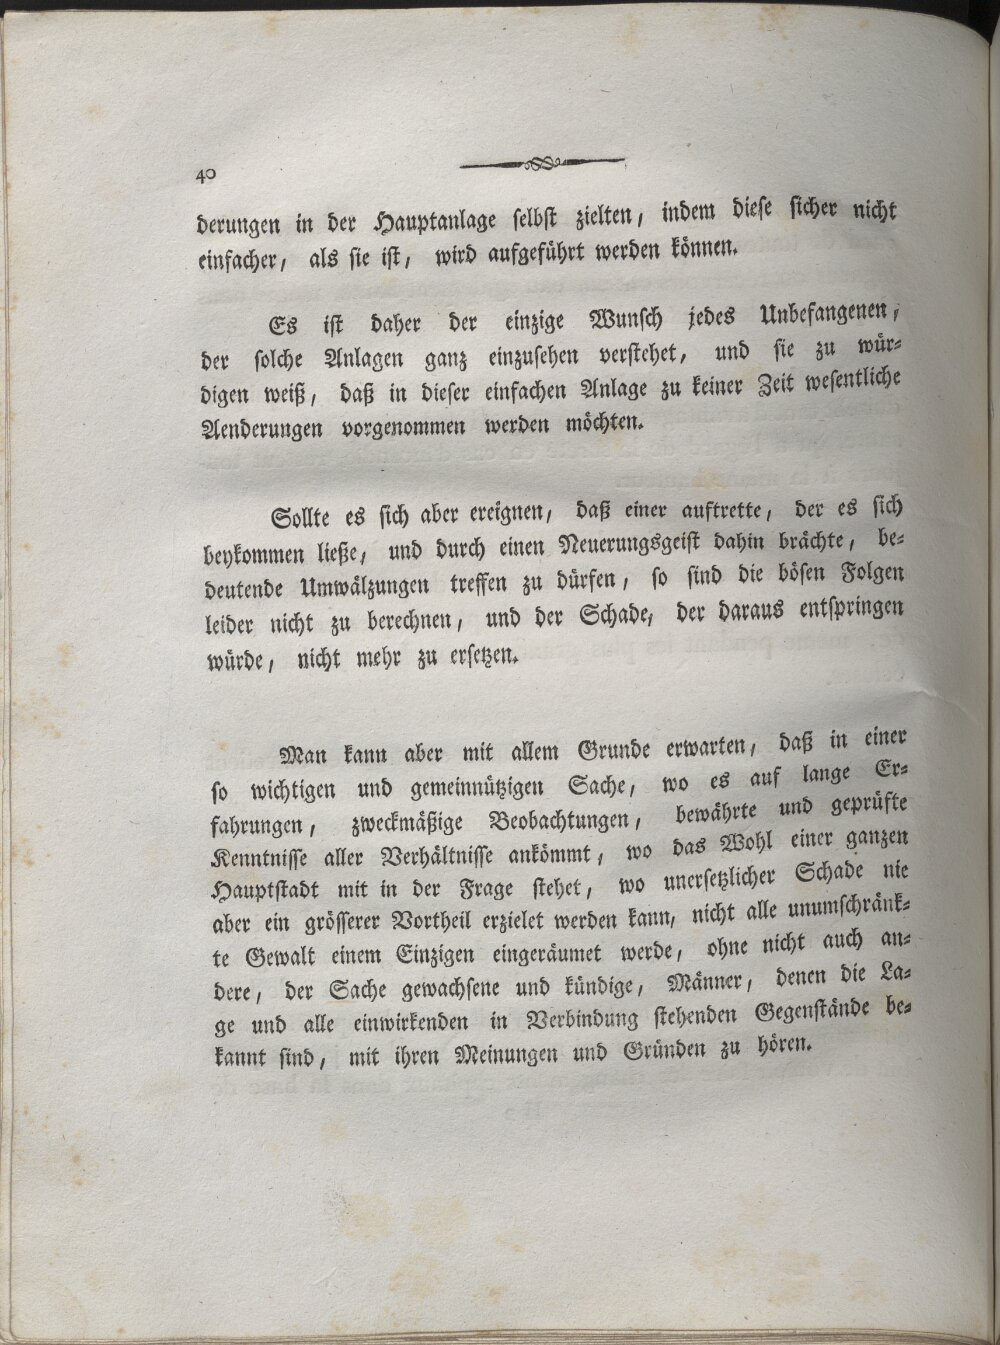 40
derungen in der Hauptanlage selbst zielten, indem diese sicher nicht
einfacher, als sie ist, wird aufgeführt werden können.
Es ist daher der einzige Wunsch jedes Unbefangenen,
der solche Anlagen ganz einzusehen verstehet, und sie zu wür-
digen weiß, daß in dieser einfachen Anlage zu keiner Zeit wesentliche
Aenderungen vorgenommen werden möchten.
Sollte es sich aber ereignen, daß einer auftrette, der es sich
beykommen ließe, und durch einen Neuerungsgeist dahin brächte, be-
deutende Umwälzungen treffen zu dürfen, so sind die bösen Folgen
leider nicht zu berechnen, und der Schade, der daraus entspringen
würde, nicht mehr zu ersetzen.
Man kann aber mit allem Grunde erwarten, daß in einer
so wichtigen und gemeinnützigen Sache, wo es auf lange Er-
fahrungen, zweckmäßige Beobachtungen, bewährte und geprüfte
Kenntnisse aller Verhältnisse ankömmt, wo das Wohl einer ganzen
Hauptstadt mit in der Frage stehet, wo unersetzlicher Schade nie
aber ein grösserer Vortheil erzielet werden kann, nicht alle unumschränk-
te Gewalt einem Einzigen eingeräumet werde, ohne nicht auch an-
dere, der Sache gewachsene und kündige, Männer, denen die La-
ge und alle einwirkenden in Verbindung stehenden Gegenstände be-
kannt sind, mit ihren Meinungen und Gründen zu hören.